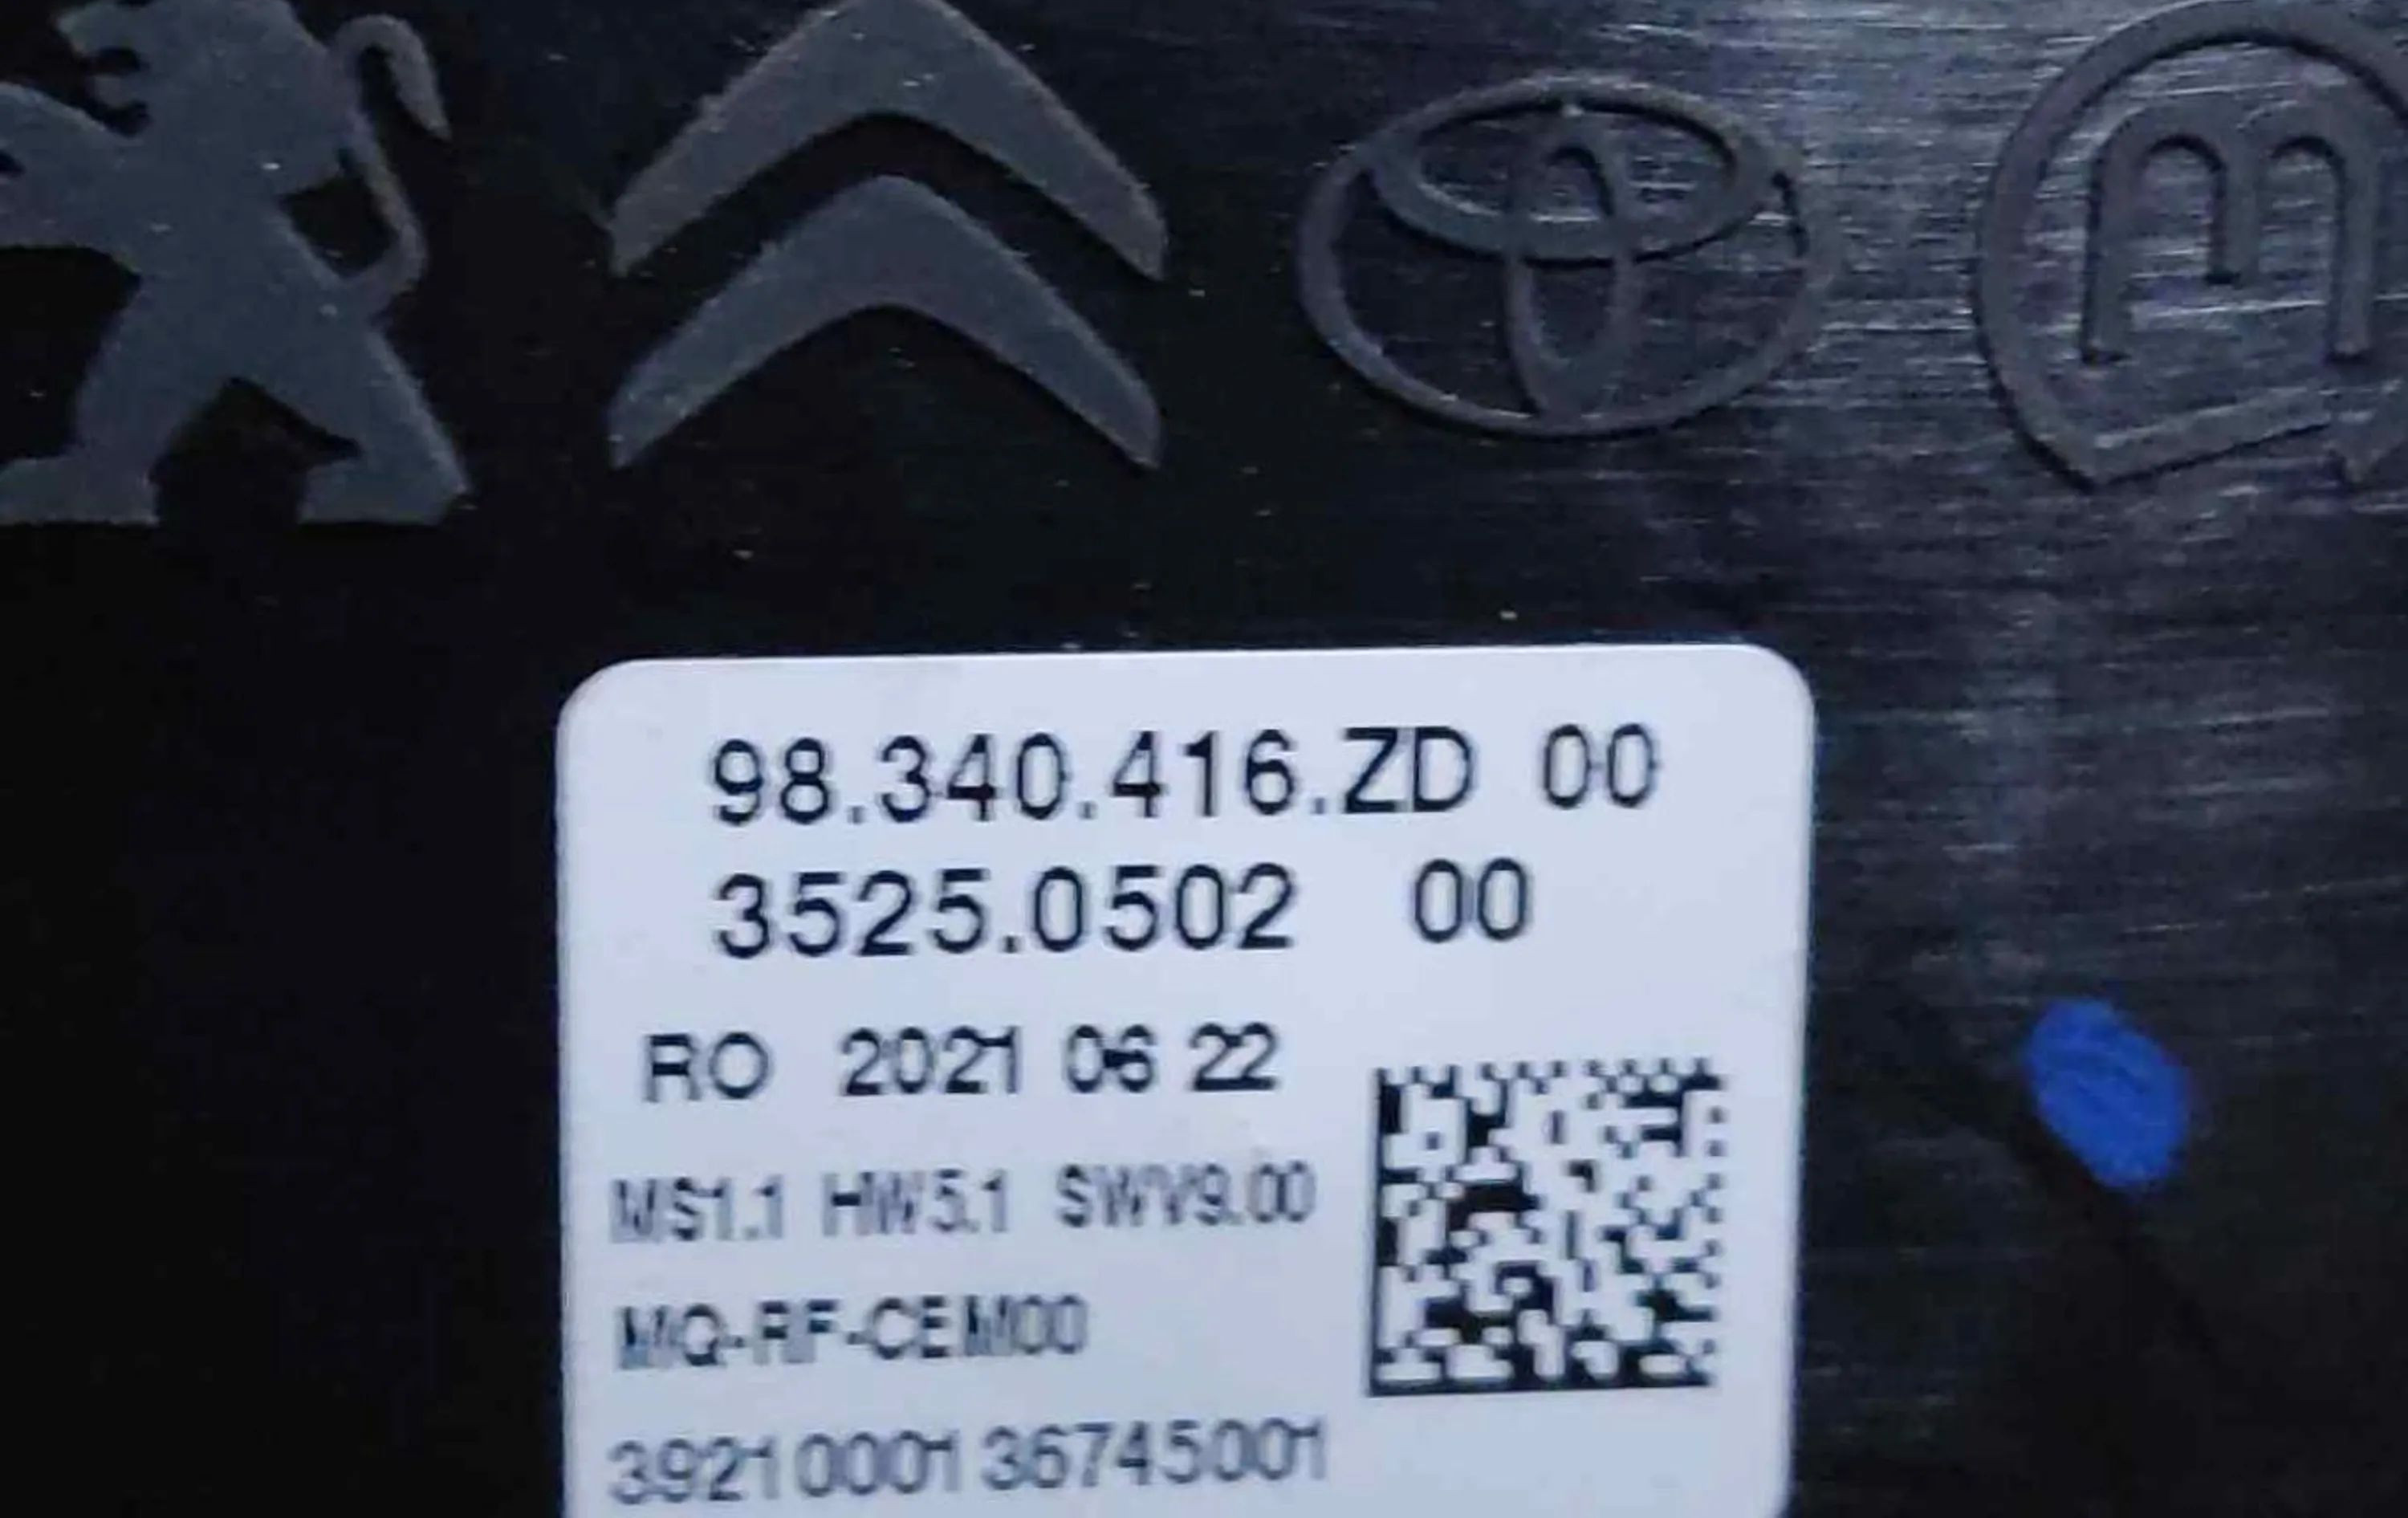 98.340.416.ZD 00
3525.0502 00
RO 2021 06 22
MS1.1 HW5.1 SWV9.00
MQ-RF-CEM00
3921000136745001